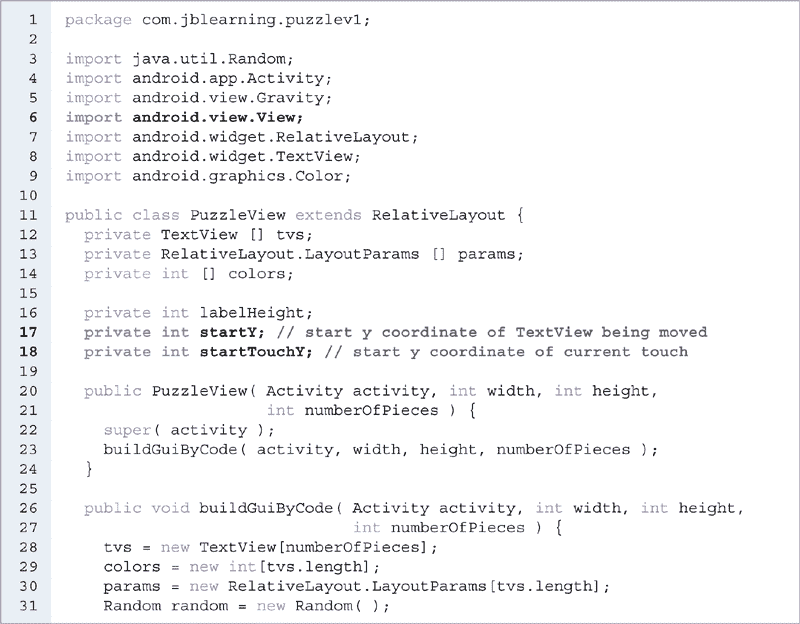 1 package com.jblearning.puzzlev1;
2
3 import java.util.Random;
4 import android.app.Activity;
5 import android.view.Gravity;
6 import android.view.View;
7 import android.widget.RelativeLayout;
8 import android.widget.TextView;
9 import android.graphics.Color;
10
11 public class PuzzleView extends RelativeLayout {
12   private TextView [] tvs;
13   private RelativeLayout.LayoutParams [] params;
14   private int [] colors;
15
16   private int labelHeight;
17   private int startY; // start y coordinate of TextView being moved
18   private int startTouchY; // start y coordinate of current touch
19
20   public PuzzleView( Activity activity, int width, int height,
21                      int numberOfPieces ) {
22     super( activity );
23     buildGuiByCode( activity, width, height, numberOfPieces );
24   }
25
26   public void buildGuiByCode( Activity activity, int width, int height,
27                               int numberOfPieces ) {
28     tvs = new TextView[numberOfPieces];
29     colors = new int[tvs.length];
30     params = new RelativeLayout.LayoutParams[tvs.length];
31     Random random = new Random( );